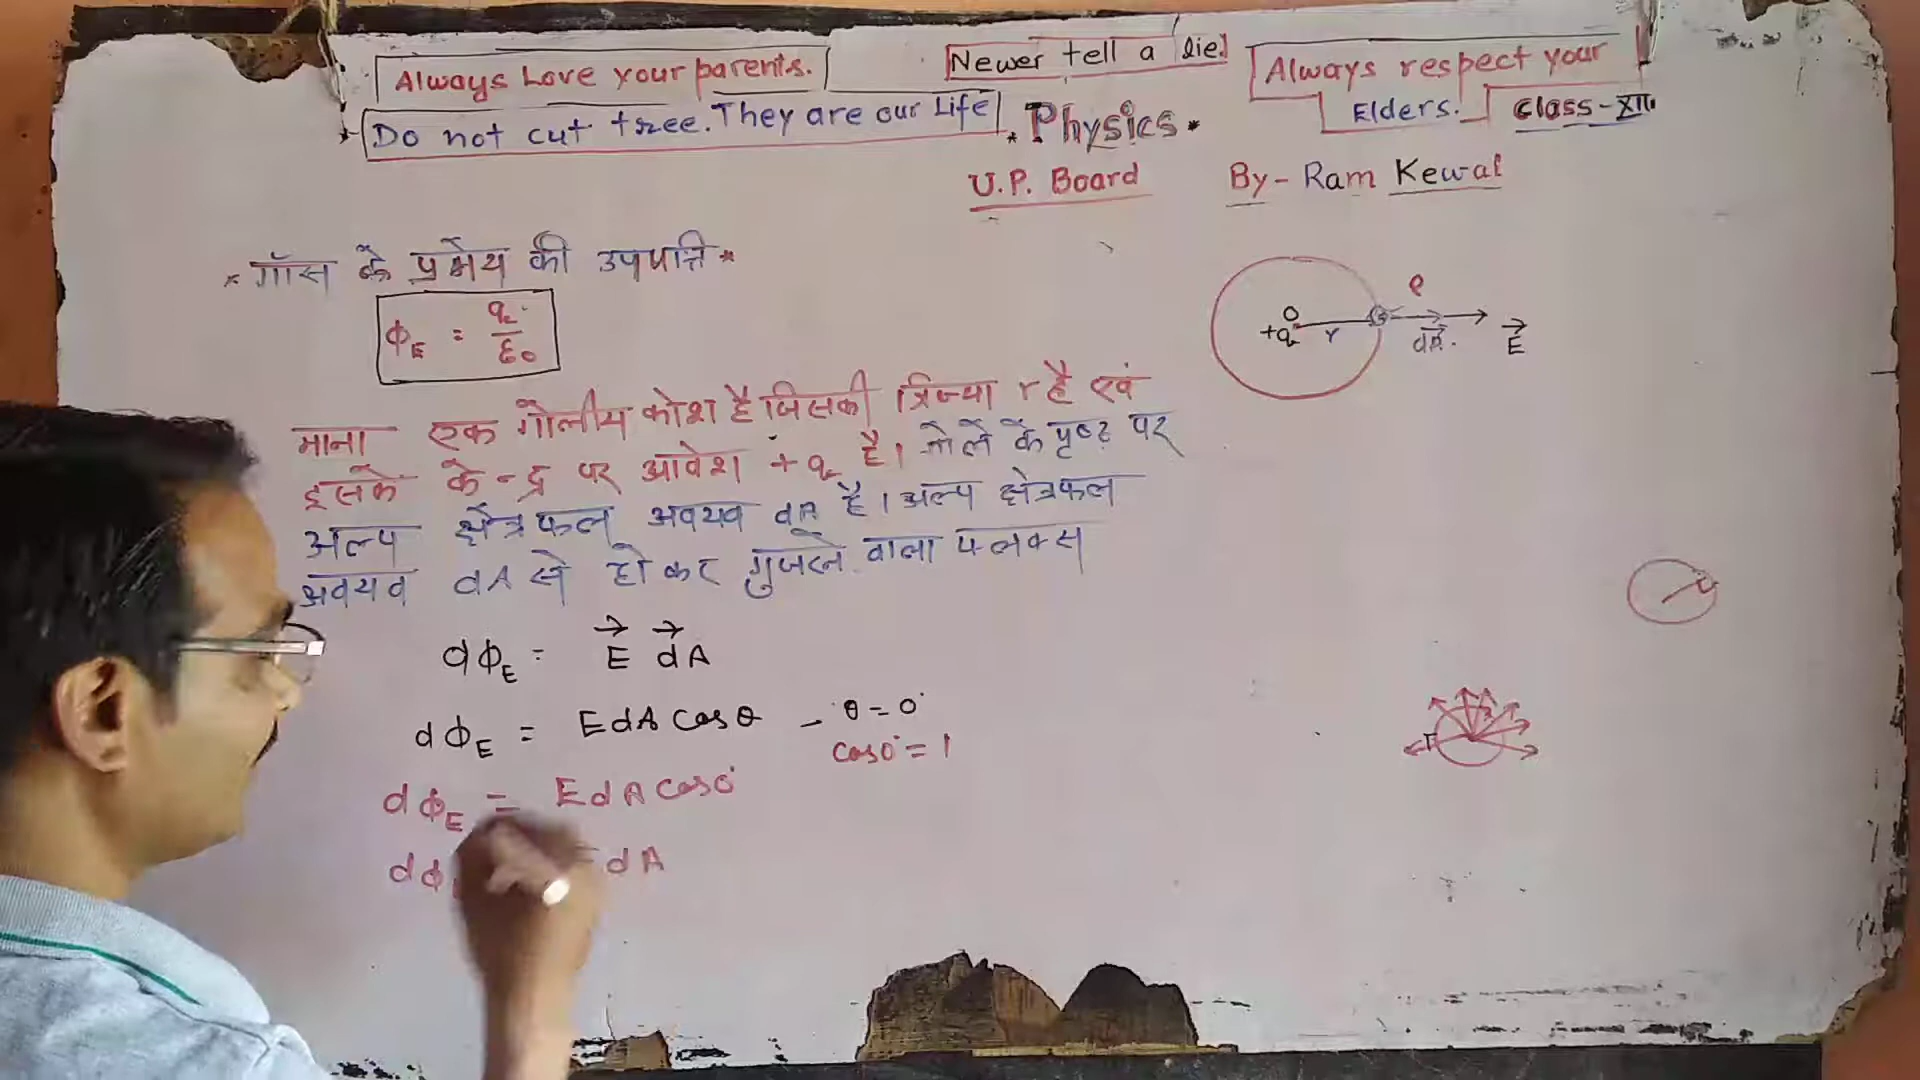 Always Love your parents.
Newer tell a lie.
Always respect your
Elders.
Class-XII
Do not cut tree. They are our Life
Physics
U.P. Board
By- Ram Kewal
* गॉस के प्रमेय की उपपत्ति *
ϕE = q/ε0
माना एक गोलीय कोश है जिसकी त्रिज्या r है एवं
इसके केन्द्र पर आवेश +q है। गोले के पृष्ट पर
अल्प क्षेत्रफल अवयव dA है। अल्प क्षेत्रफल
अवयव dA से होकर गुजरने वाला फ्लक्स
O
+q
r
e
dA
E
dϕE = E dA
dϕE = EdA cosθ - θ=0°
cos0°=1
dϕE = EdA cos0°
dϕ dA